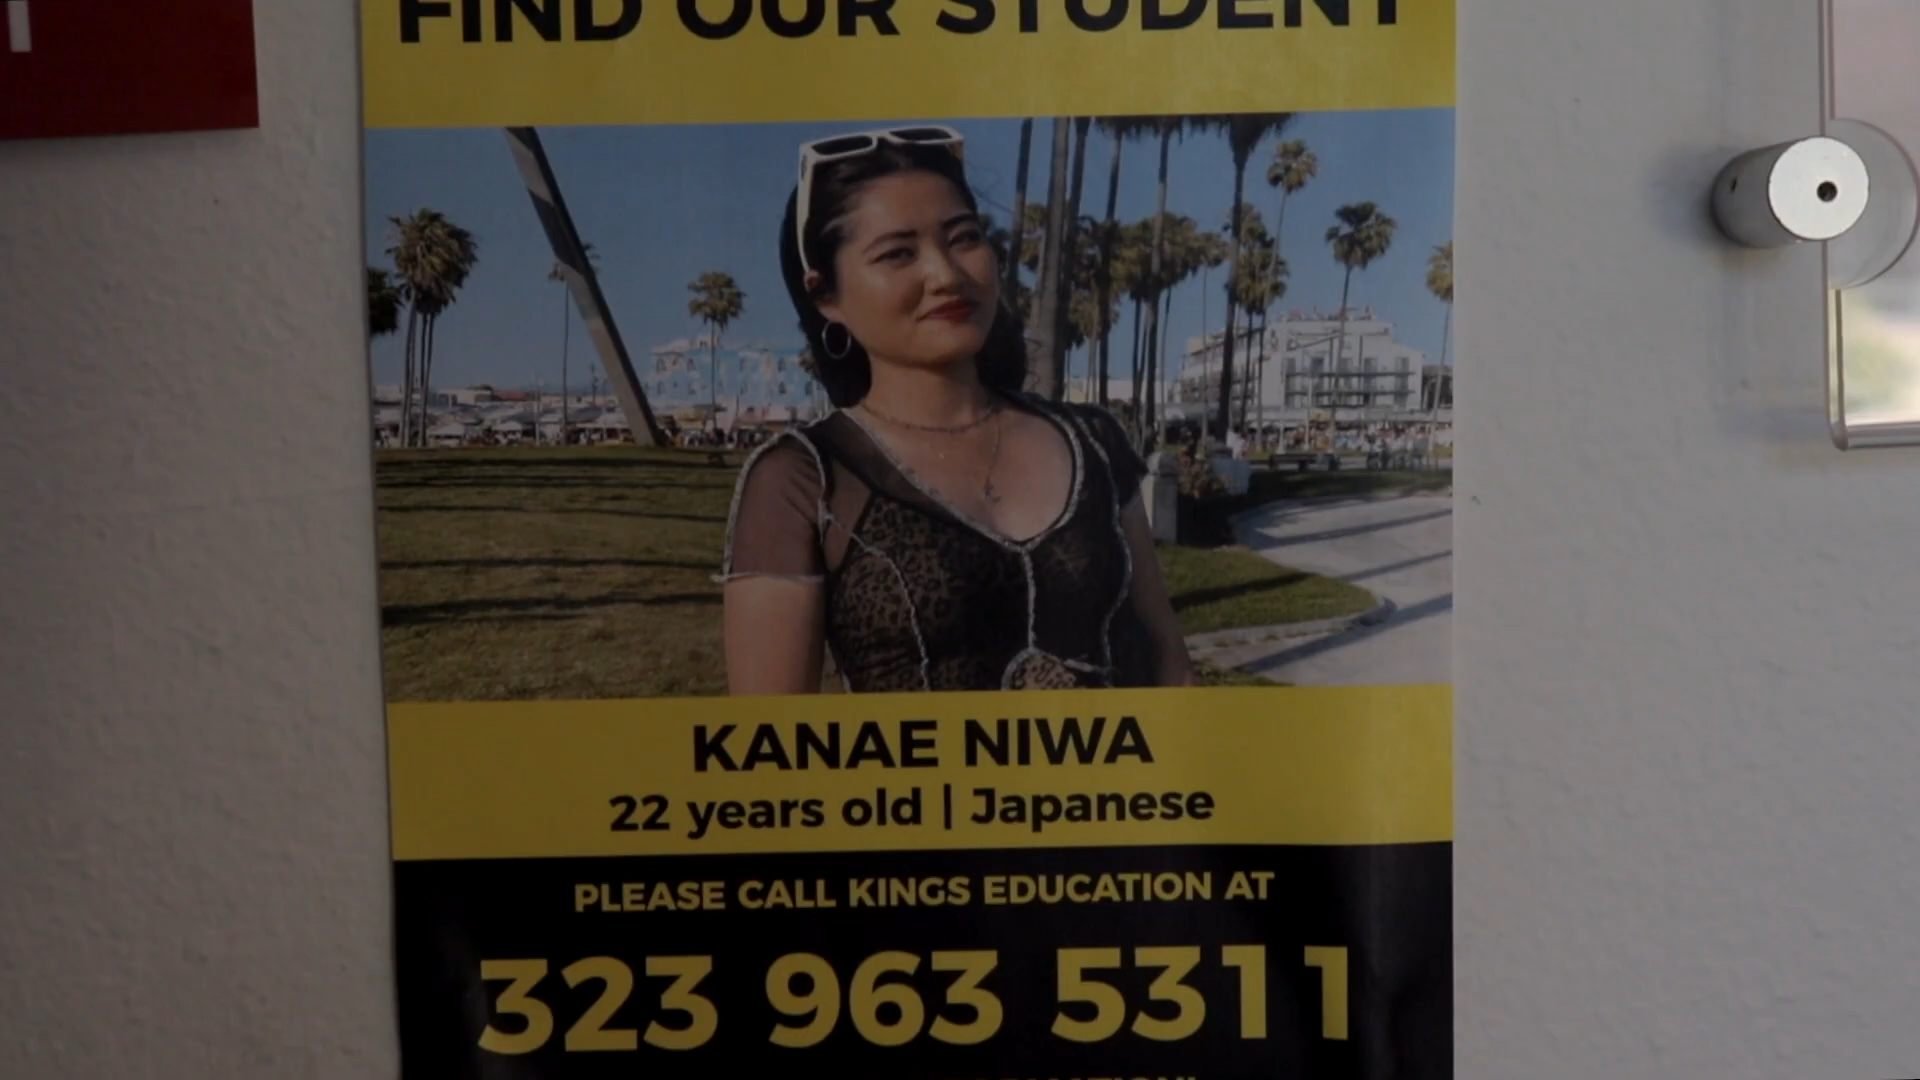 FIND OUR STUDENT
KANAE NIWA
22 years old | Japanese
PLEASE CALL KINGS EDUCATION AT
323 963 5311